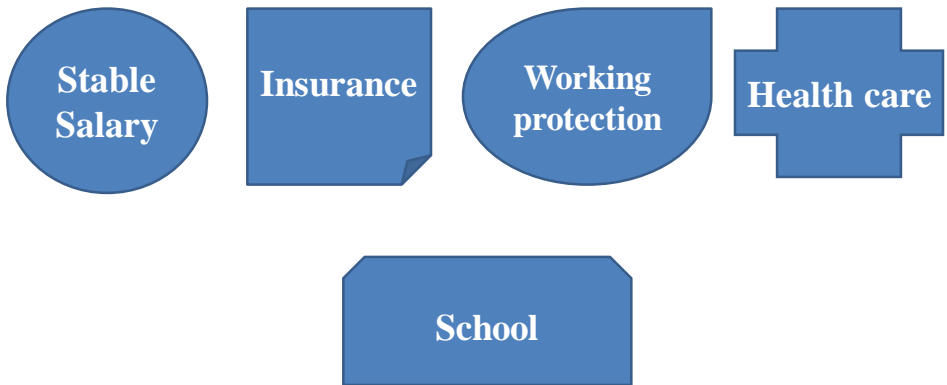 Stable
Salary
Insurance
Working
protection
Health care
School